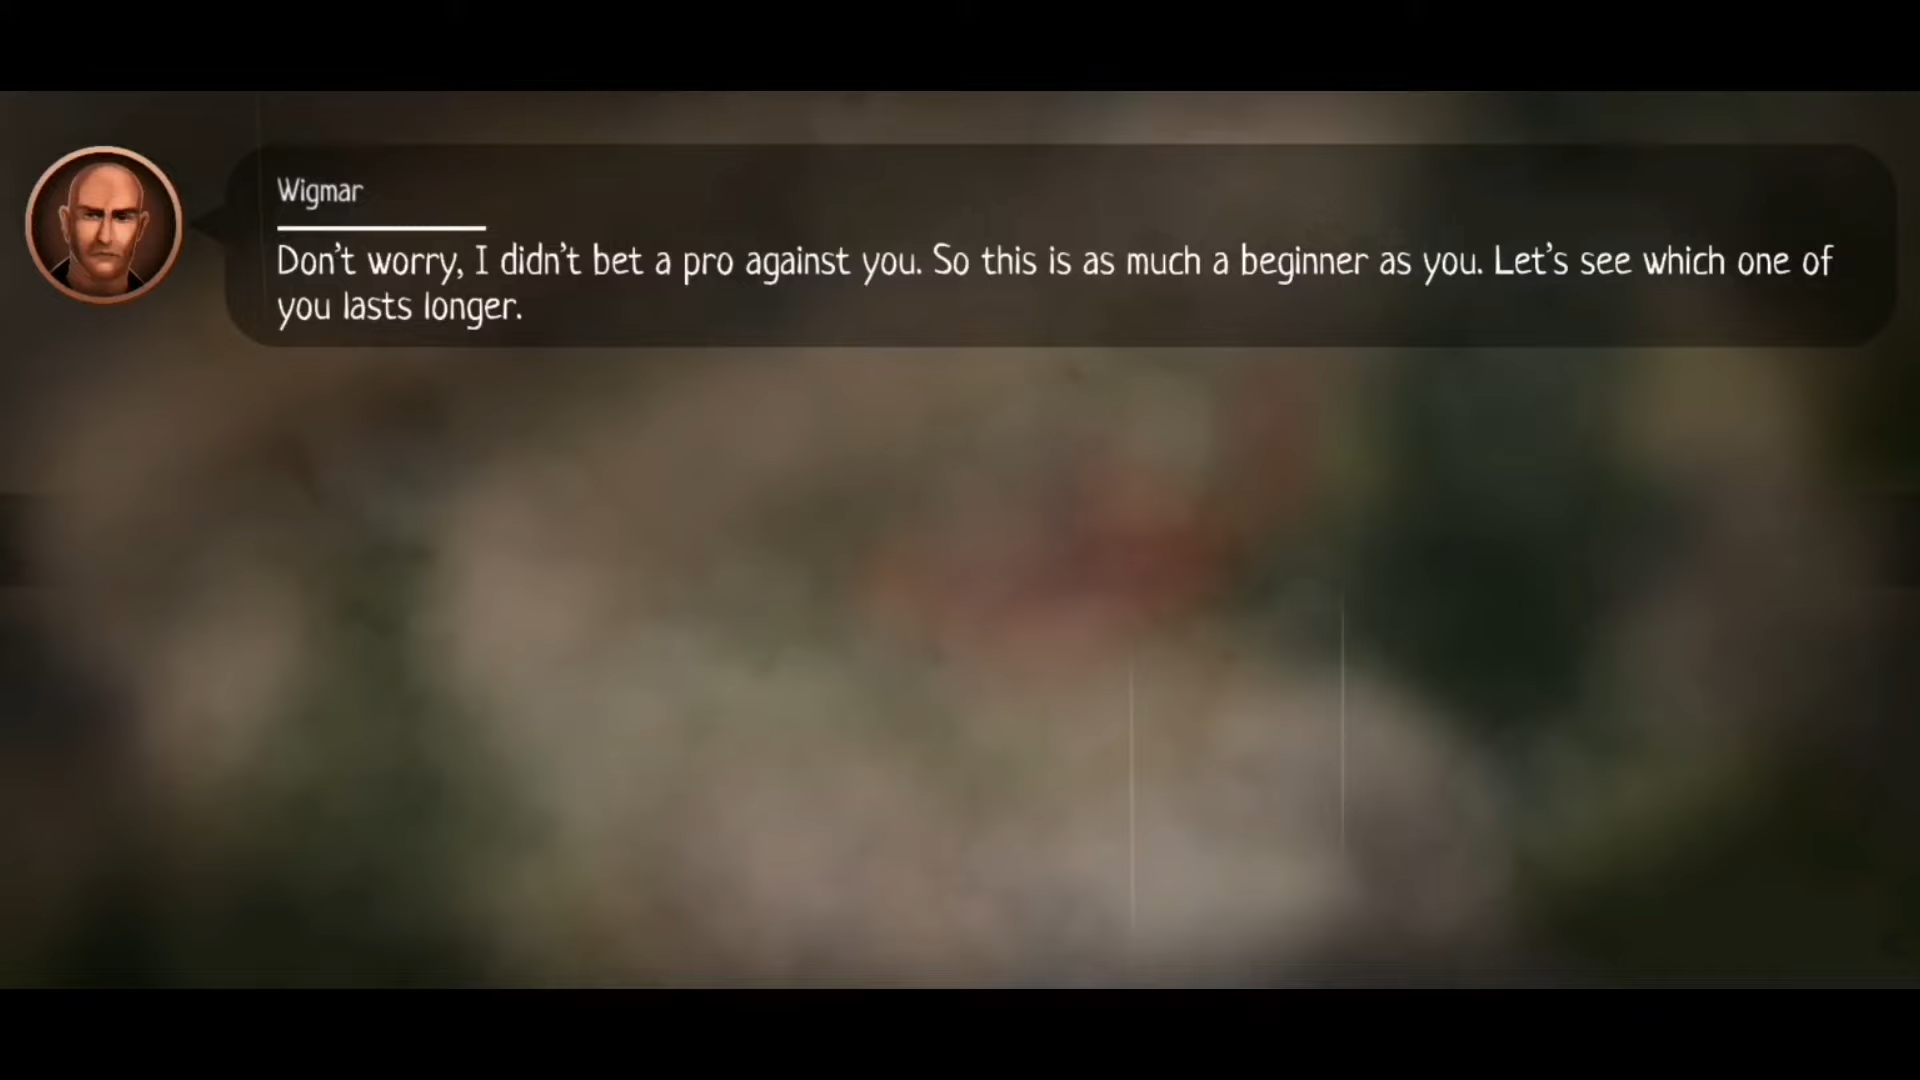 Wigmar
Don't worry, I didn't bet a pro against you. So this is as much a beginner as you. Let's see which one of
you lasts longer.